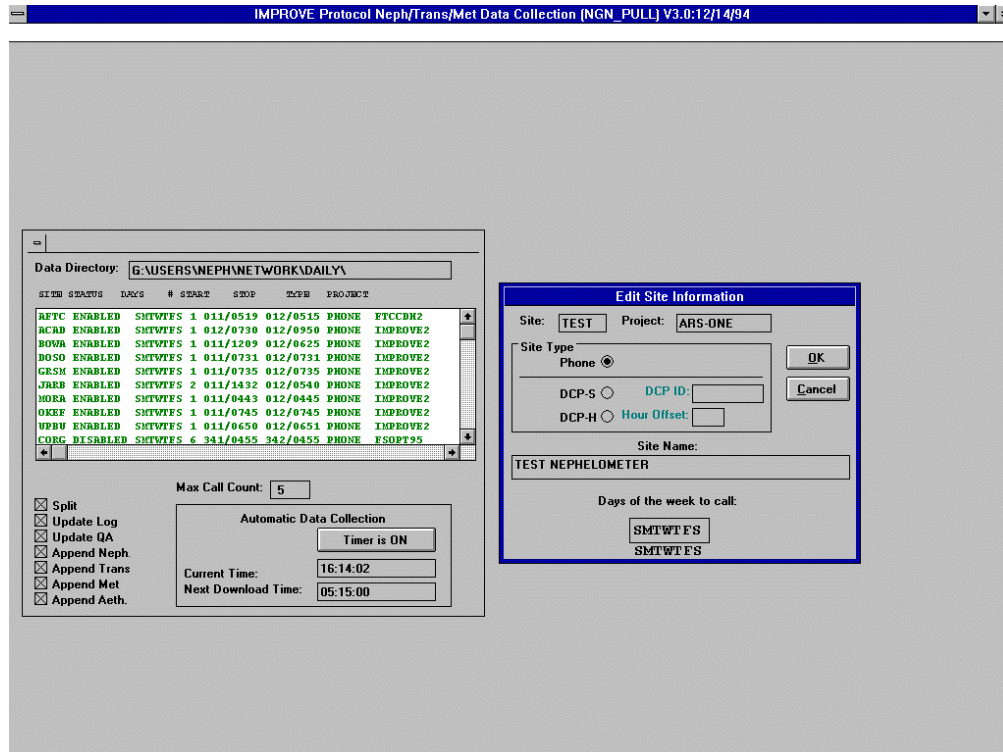 IMPROVE Protocol Neph/Trans/Met Data Collection (NGN_PULL) V3.0:12/14/94
Data Directory: G:\USERS\NEPH\NETWORK\DAILY\
SITE STATUS DAYS # START STOP TYPE PROJECT
AFTC ENABLED SMTWTFS 1 011/0519 012/0515 PHONE FTCCDH2
ACAD ENABLED SMTWTFS 1 012/0730 012/0950 PHONE IMPROVE2
BOWA ENABLED SMTWTFS 1 011/1209 012/0625 PHONE IMPROVE2
DOSO ENABLED SMTWTFS 1 011/0731 012/0731 PHONE IMPROVE2
GRSM ENABLED SMTWTFS 1 011/0735 012/0735 PHONE IMPROVE2
JARB ENABLED SMTWTFS 2 011/1432 012/0540 PHONE IMPROVE2
MORA ENABLED SMTWTFS 1 011/0443 012/0445 PHONE IMPROVE2
OKEF ENABLED SMTWTFS 1 011/0745 012/0745 PHONE IMPROVE2
UPBU ENABLED SMTWTFS 1 011/0650 012/0651 PHONE IMPROVE2
CORG DISABLED SMTWTFS 6 341/0455 342/0455 PHONE FSOPT95
Max Call Count: 5
Split
Update Log
Update QA
Append Neph.
Append Trans
Append Met
Append Aeth.
Automatic Data Collection
Timer is ON
Current Time: 16:14:02
Next Download Time: 05:15:00
Edit Site Information
Site: TEST Project: ARS-ONE
Site Type
Phone
DCP-S DCP ID:
DCP-H Hour Offset:
OK
Cancel
Site Name:
TEST NEPHELOMETER
Days of the week to call:
SMTWTFS
SMTWTFS